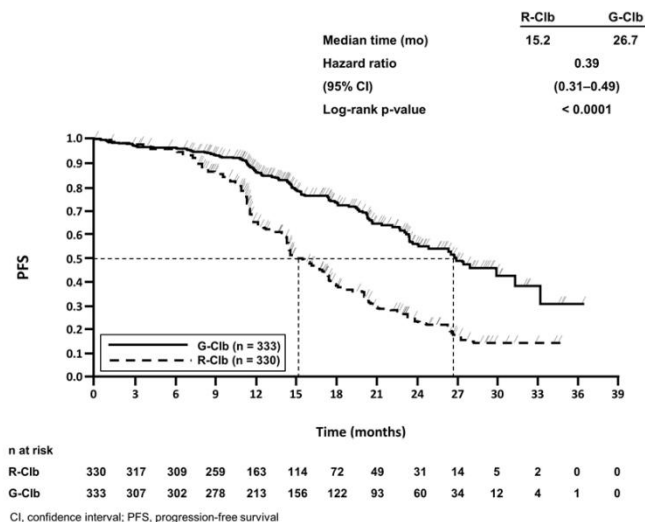 R-Clb G-Clb
Median time (mo) 15.2 26.7
Hazard ratio 0.39
(95% CI) (0.31–0.49)
Log-rank p-value < 0.0001
1.0
0.9
0.8
0.7
0.6
0.5
0.4
0.3
0.2
0.1
0.0
PFS
G-Clb (n = 333)
R-Clb (n = 330)
0 3 6 9 12 15 18 21 24 27 30 33 36 39
Time (months)
n at risk
R-Clb 330 317 309 259 163 114 72 49 31 14 5 2 0 0
G-Clb 333 307 302 278 213 156 122 93 60 34 12 4 1 0
CI, confidence interval; PFS, progression-free survival